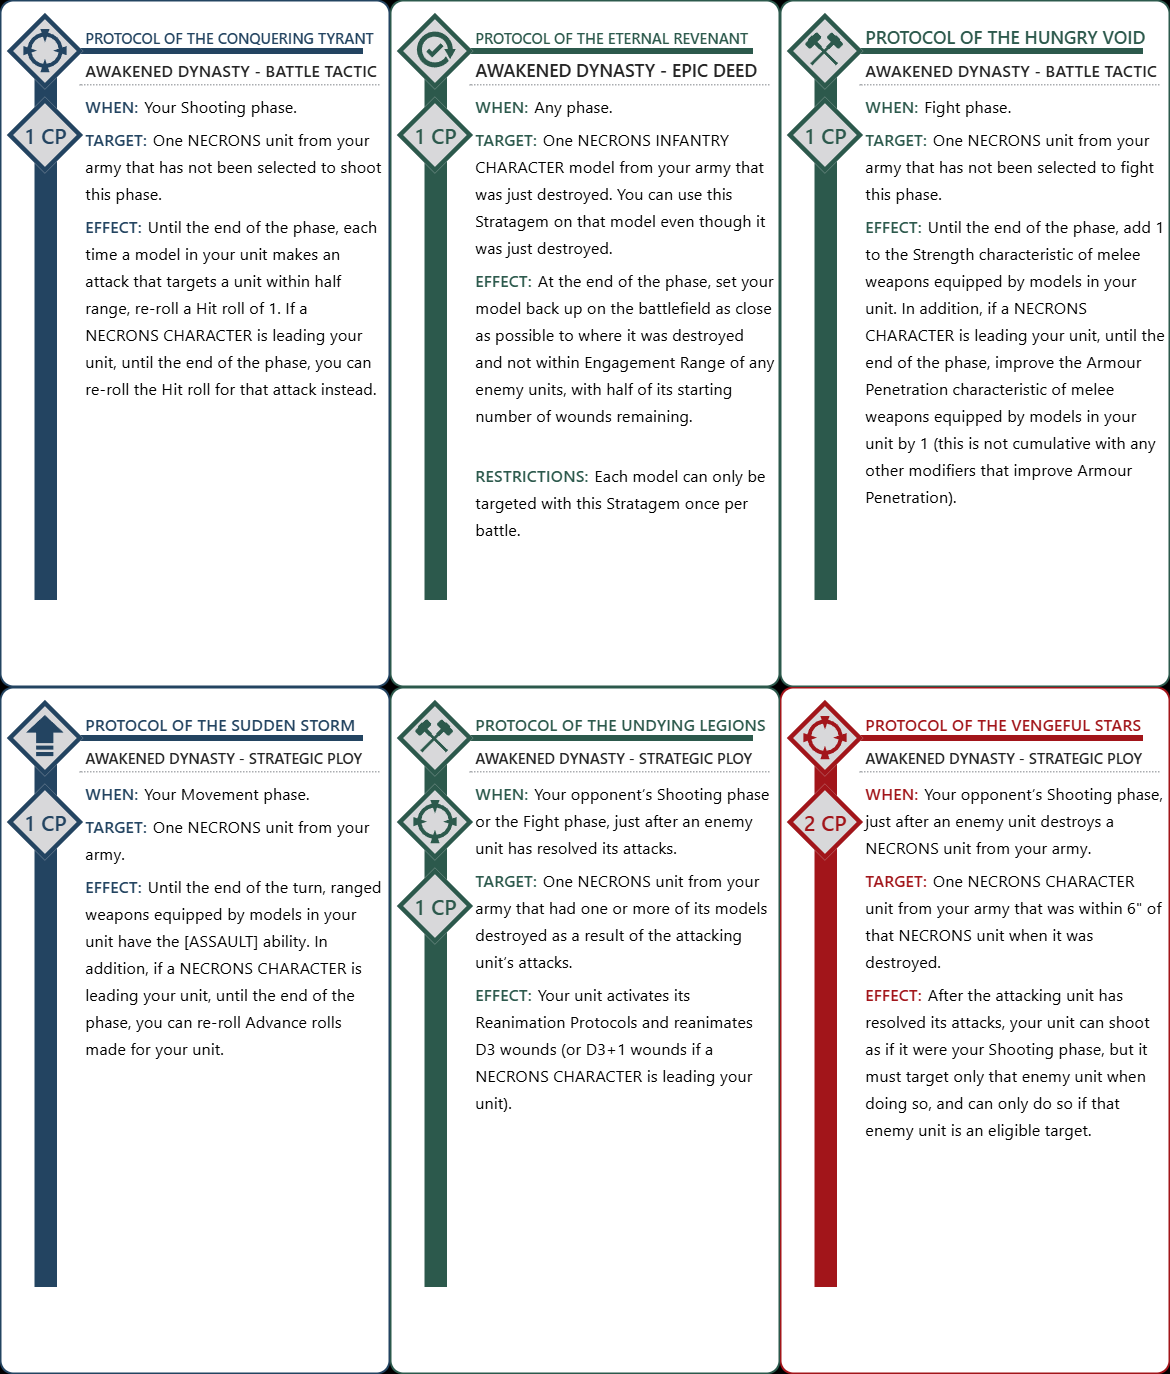 PROTOCOL OF THE CONQUERING TYRANT
AWAKENED DYNASTY - BATTLE TACTIC
1 CP
WHEN: Your Shooting phase.
TARGET: One NECRONS unit from your
army that has not been selected to shoot
this phase.
EFFECT: Until the end of the phase, each
time a model in your unit makes an
attack that targets a unit within half
range, re-roll a Hit roll of 1. If a
NECRONS CHARACTER is leading your
unit, until the end of the phase, you can
re-roll the Hit roll for that attack instead.
PROTOCOL OF THE ETERNAL REVENANT
AWAKENED DYNASTY - EPIC DEED
1 CP
WHEN: Any phase.
TARGET: One NECRONS INFANTRY
CHARACTER model from your army that
was just destroyed. You can use this
Stratagem on that model even though it
was just destroyed.
EFFECT: At the end of the phase, set your
model back up on the battlefield as close
as possible to where it was destroyed
and not within Engagement Range of any
enemy units, with half of its starting
number of wounds remaining.
RESTRICTIONS: Each model can only be
targeted with this Stratagem once per
battle.
PROTOCOL OF THE HUNGRY VOID
AWAKENED DYNASTY - BATTLE TACTIC
1 CP
WHEN: Fight phase.
TARGET: One NECRONS unit from your
army that has not been selected to fight
this phase.
EFFECT: Until the end of the phase, add 1
to the Strength characteristic of melee
weapons equipped by models in your
unit. In addition, if a NECRONS
CHARACTER is leading your unit, until the
end of the phase, improve the Armour
Penetration characteristic of melee
weapons equipped by models in your
unit by 1 (this is not cumulative with any
other modifiers that improve Armour
Penetration).
PROTOCOL OF THE SUDDEN STORM
AWAKENED DYNASTY - STRATEGIC PLOY
1 CP
WHEN: Your Movement phase.
TARGET: One NECRONS unit from your
army.
EFFECT: Until the end of the turn, ranged
weapons equipped by models in your
unit have the [ASSAULT] ability. In
addition, if a NECRONS CHARACTER is
leading your unit, until the end of the
phase, you can re-roll Advance rolls
made for your unit.
PROTOCOL OF THE UNDYING LEGIONS
AWAKENED DYNASTY - STRATEGIC PLOY
1 CP
WHEN: Your opponent's Shooting phase
or the Fight phase, just after an enemy
unit has resolved its attacks.
TARGET: One NECRONS unit from your
army that had one or more of its models
destroyed as a result of the attacking
unit's attacks.
EFFECT: Your unit activates its
Reanimation Protocols and reanimates
D3 wounds (or D3+1 wounds if a
NECRONS CHARACTER is leading your
unit).
PROTOCOL OF THE VENGEFUL STARS
AWAKENED DYNASTY - STRATEGIC PLOY
2 CP
WHEN: Your opponent's Shooting phase,
just after an enemy unit destroys a
NECRONS unit from your army.
TARGET: One NECRONS CHARACTER
unit from your army that was within 6" of
that NECRONS unit when it was
destroyed.
EFFECT: After the attacking unit has
resolved its attacks, your unit can shoot
as if it were your Shooting phase, but it
must target only that enemy unit when
doing so, and can only do so if that
enemy unit is an eligible target.